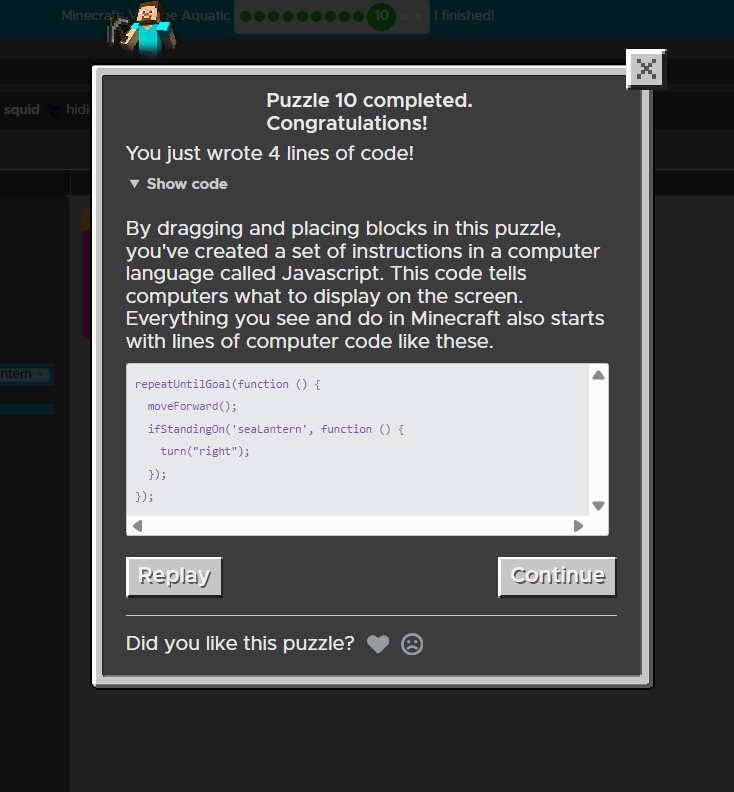 Minecraft: Voyage Aquatic
10
I finished!
squid
hidi
Puzzle 10 completed.
Congratulations!
You just wrote 4 lines of code!
▼ Show code
By dragging and placing blocks in this puzzle,
you've created a set of instructions in a computer
language called Javascript. This code tells
computers what to display on the screen.
Everything you see and do in Minecraft also starts
with lines of computer code like these.
ntern
repeatUntilGoal(function () {
  moveForward();
  ifStandingOn('seaLantern', function () {
    turn("right");
  });
});
Replay
Continue
Did you like this puzzle?